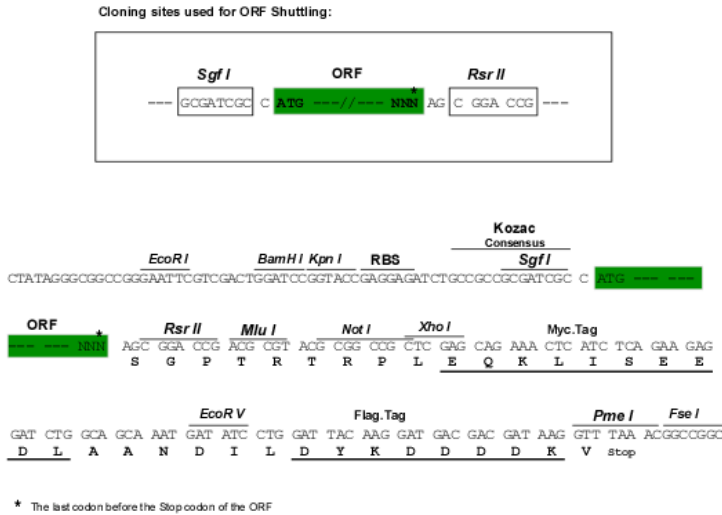 Cloning sites used for ORF Shuttling:
Sgf I ORF Rsr II
*
--- GCGATCGC C ATG ---//--- NNN AG C GGA CCG ---
Kozac
Consensus
EcoR I BamH I Kpn I RBS Sgf I
CTATAGGGCGGCCGGGAATTCGTCGACTGGATCCGGTACCGAGGAGATCTGCCGCCGCGATCGC C ATG --- ---
ORF * Rsr II Mlu I Not I Xho I Myc.Tag
--- --- NNN AGC GGA CCG ACG CGT ACG CGG CCG CTC GAG CAG AAA CTC ATC TCA GAA GAG
S G P T R T R P L E Q K L I S E E
EcoR V Flag.Tag Pme I Fse I
GAT CTG GCA GCA AAT GAT ATC CTG GAT TAC AAG GAT GAC GAC GAT AAG GTT TAA ACGGCCGGC
D L A A N D I L D Y K D D D D K V Stop
* The last codon before the Stop codon of the ORF